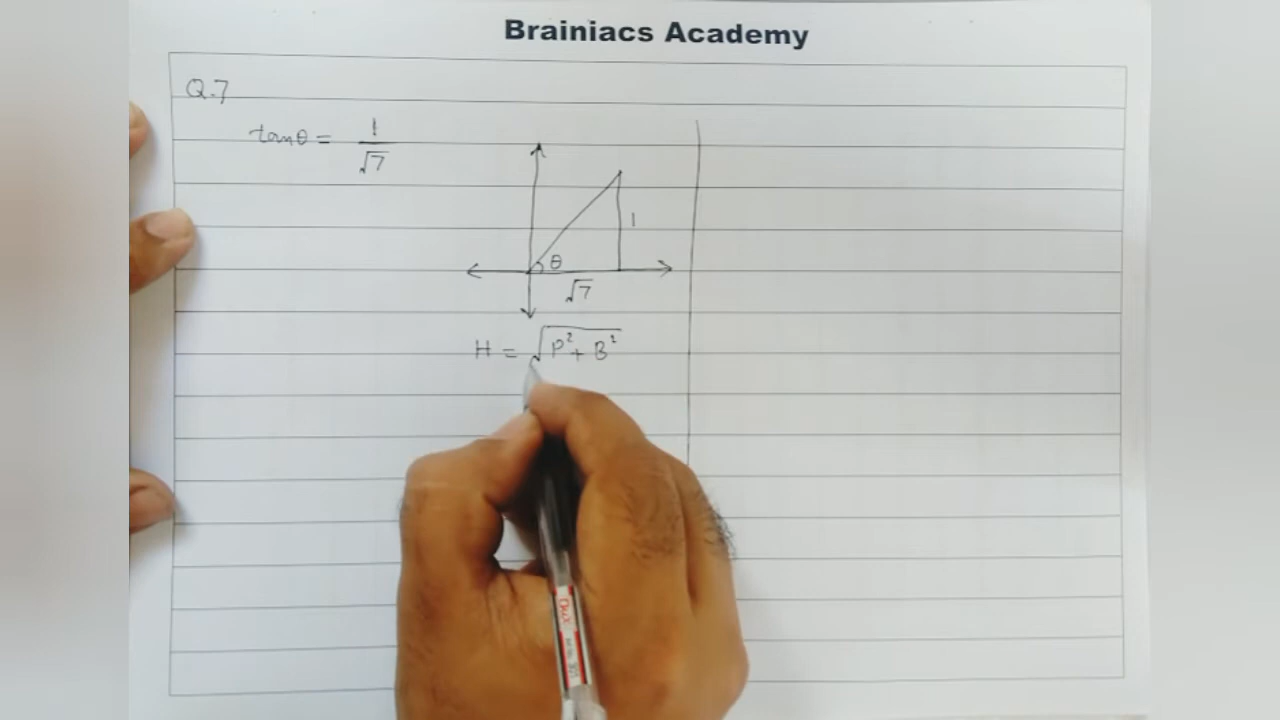 Brainiacs Academy
Q.7
tanθ = 1/√7
1
θ
√7
H = √P² + B²